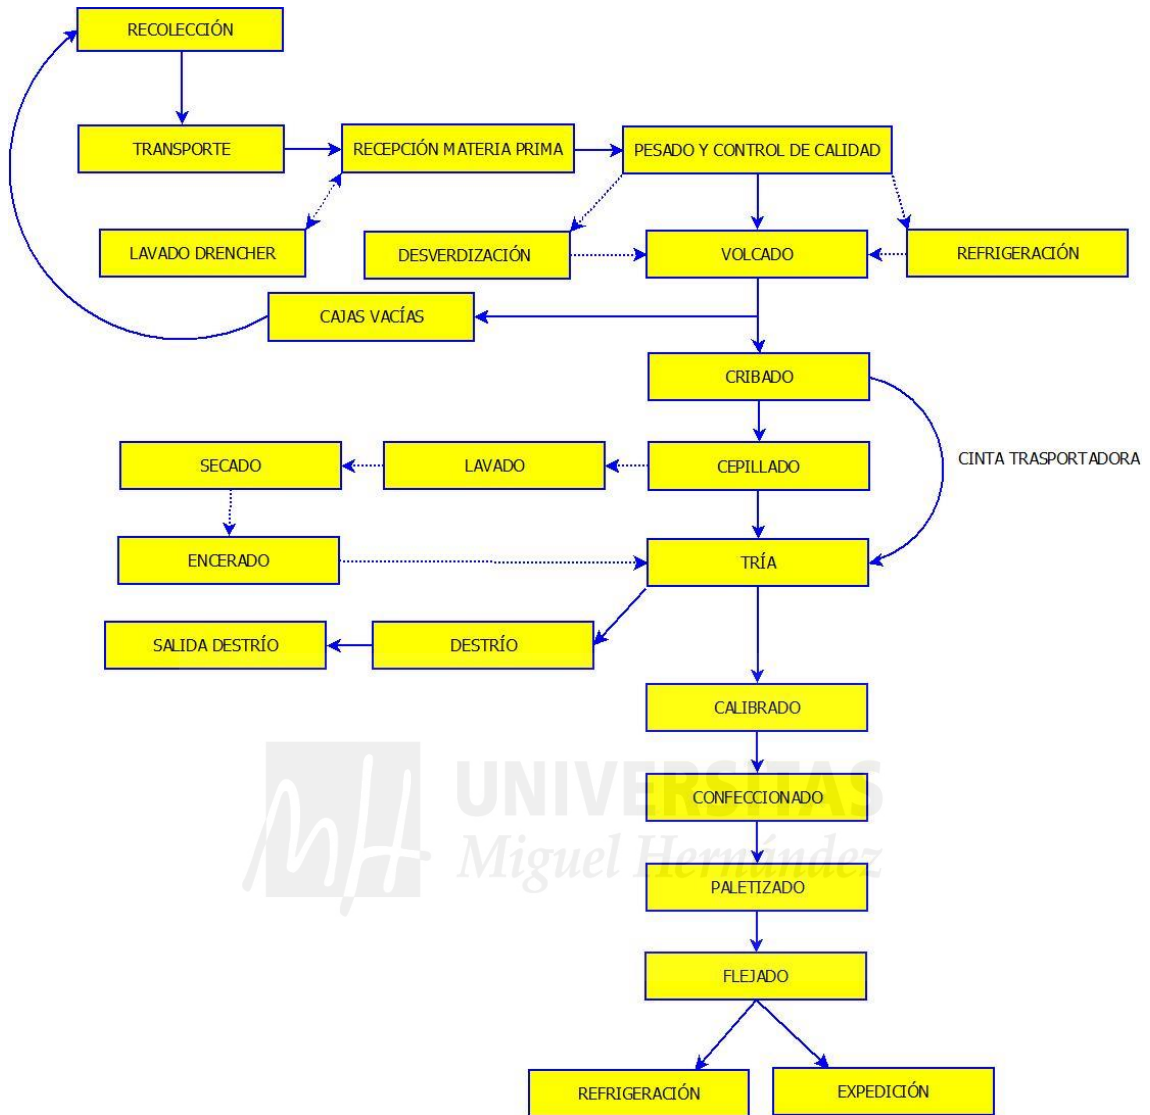 RECOLECCIÓN
TRANSPORTE
RECEPCIÓN MATERIA PRIMA
PESADO Y CONTROL DE CALIDAD
LAVADO DRENCHER
DESVERDIZACIÓN
VOLCADO
REFRIGERACIÓN
CAJAS VACÍAS
CRIBADO
SECADO
LAVADO
CEPILLADO
CINTA TRASPORTADORA
ENCERADO
TRÍA
SALIDA DESTRÍO
DESTRÍO
CALIBRADO
UNIVERSITAS
Miguel Hernández
CONFECCIONADO
PALETIZADO
FLEJADO
REFRIGERACIÓN
EXPEDICIÓN